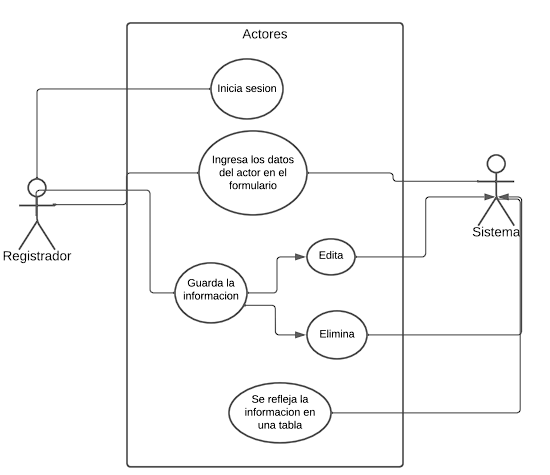 Actores
Inicia sesion
Ingresa los datos
del actor en el
formulario
Registrador
Sistema
Edita
Guarda la
informacion
Elimina
Se refleja la
informacion en
una tabla